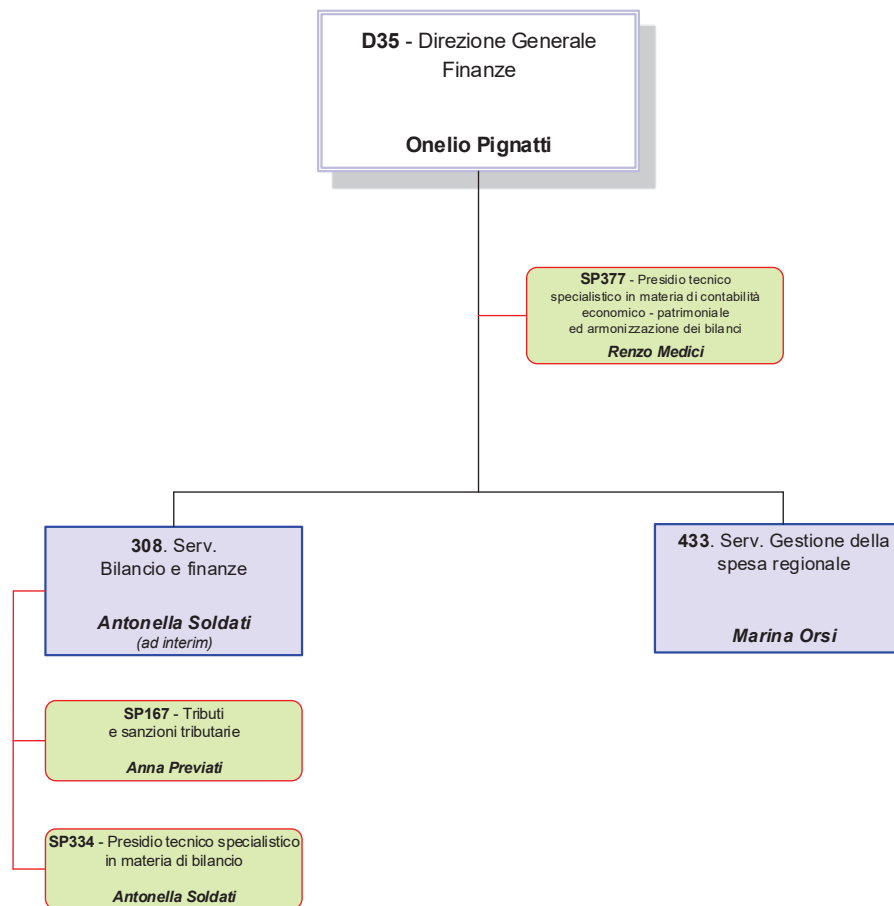 D35 - Direzione Generale
Finanze
Onelio Pignatti
SP377 - Presidio tecnico
specialistico in materia di contabilità
economico - patrimoniale
ed armonizzazione dei bilanci
Renzo Medici
308. Serv.
Bilancio e finanze
Antonella Soldati
(ad interim)
433. Serv. Gestione della
spesa regionale
Marina Orsi
SP167 - Tributi
e sanzioni tributarie
Anna Previati
SP334 - Presidio tecnico specialistico
in materia di bilancio
Antonella Soldati